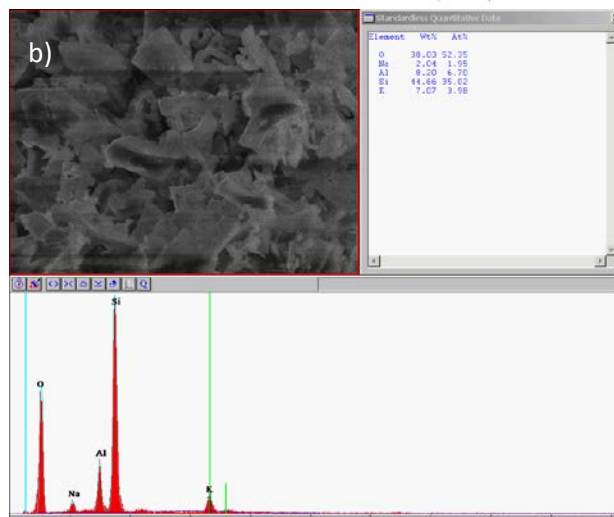 b)
Standardless Quantitative Data
Element Wt% At%
O 38.03 52.35
Na 2.04 1.95
Al 8.20 6.70
Si 44.66 35.02
K 7.07 3.98
Q
Si
O
Al
Na
K